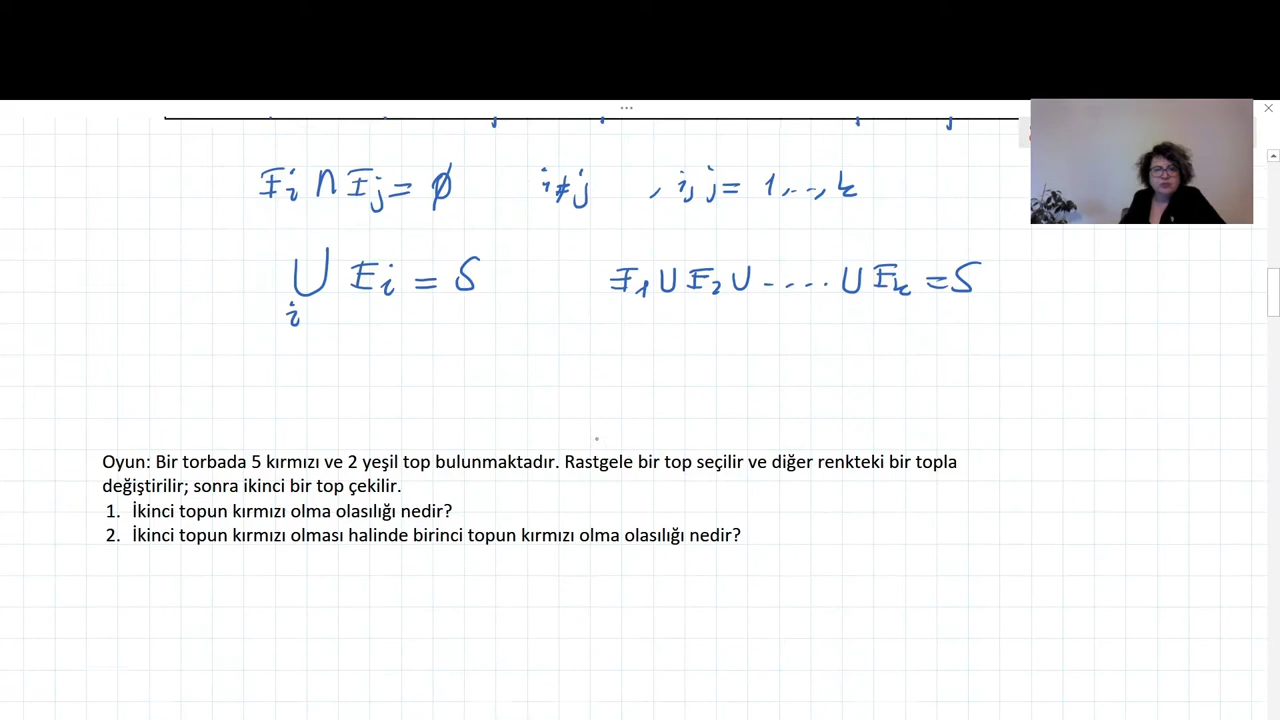 Ei ∩ Ej = ∅ i≠j , i, j = 1, .., k
∪ Ei = S E1 ∪ E2 ∪ ----.. ∪ Ek = S
i
Oyun: Bir torbada 5 kırmızı ve 2 yeşil top bulunmaktadır. Rastgele bir top seçilir ve diğer renkteki bir topla
değiştirilir; sonra ikinci bir top çekilir.
1. İkinci topun kırmızı olma olasılığı nedir?
2. İkinci topun kırmızı olması halinde birinci topun kırmızı olma olasılığı nedir?